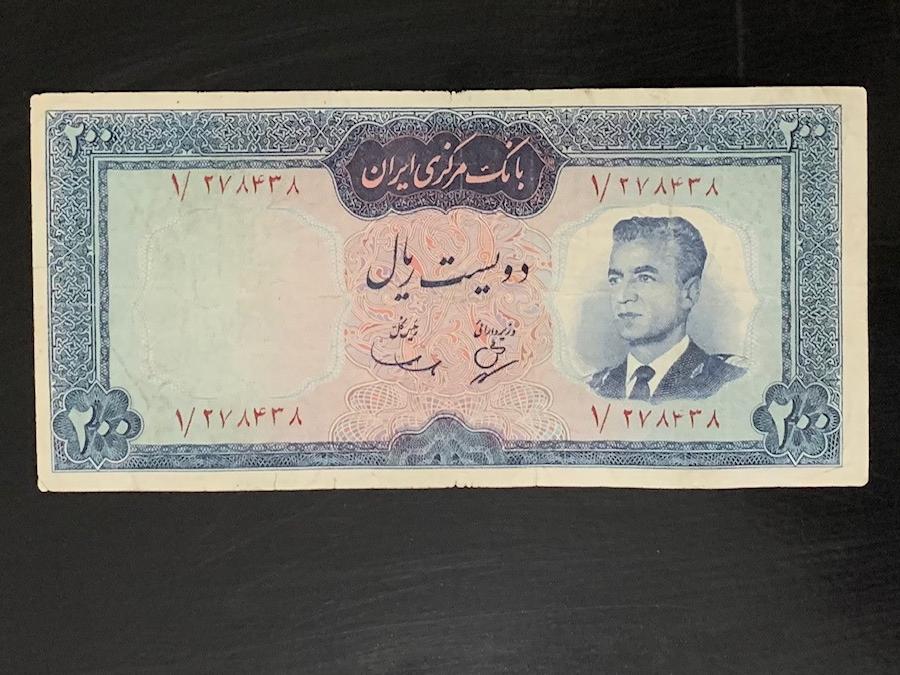 ۲۰۰ ۲۰۰
بانک مرکزی ایران
۱/ ۲۷۸۴۳۸ ۱/ ۲۷۸۴۳۸
دویست ریال
وزیر دارائی رئیس کل
۱/ ۲۷۸۴۳۸ ۱/ ۲۷۸۴۳۸
۲۰۰ ۲۰۰